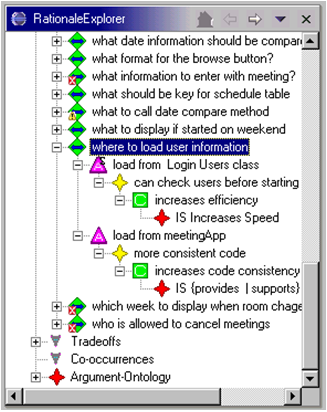 RationaleExplorer
what date information should be compar
what format for the browse button?
what information to enter with meeting?
what should be key for schedule table
what to call date compare method
what to display if started on weekend
where to load user information
load from Login Users class
can check users before starting
increases efficiency
IS Increases Speed
load from meetingApp
more consistent code
increases code consistency
IS {provides | supports}
which week to display when room chage
who is allowed to cancel meetings
Tradeoffs
Co-occurrences
Argument-Ontology